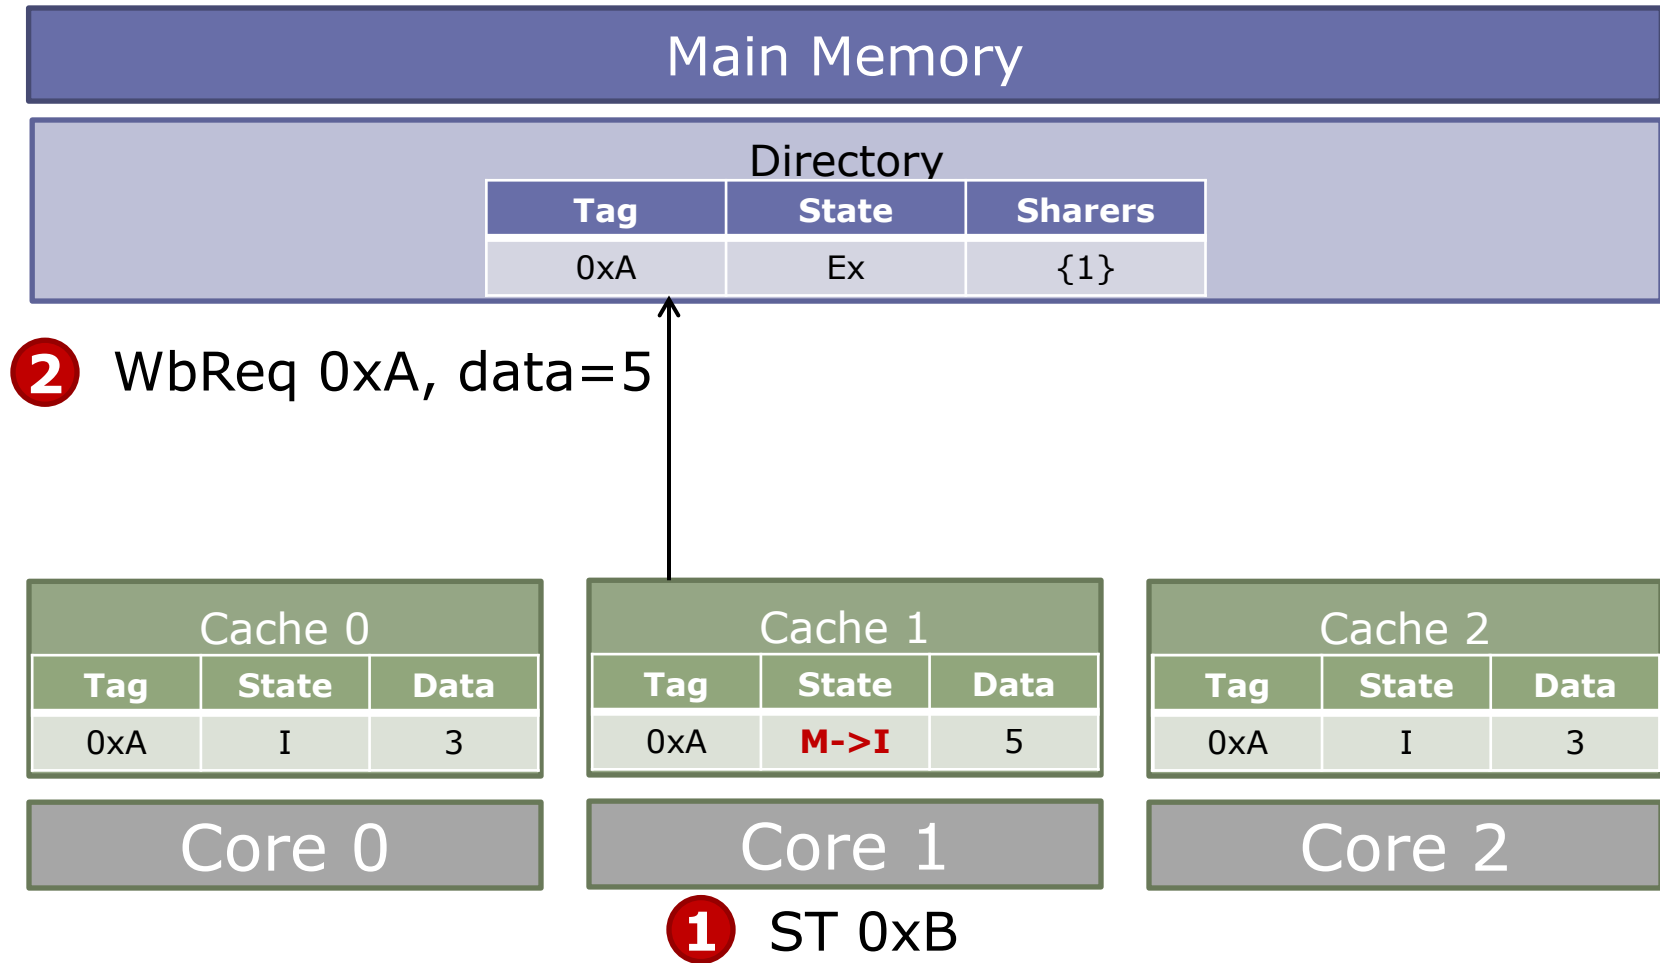 Main Memory
Directory
Tag State Sharers
0xA Ex {1}
2 WbReq 0xA, data=5
Cache 0
Tag State Data
0xA I 3
Cache 1
Tag State Data
0xA M->I 5
Cache 2
Tag State Data
0xA I 3
Core 0
Core 1
Core 2
1 ST 0xB